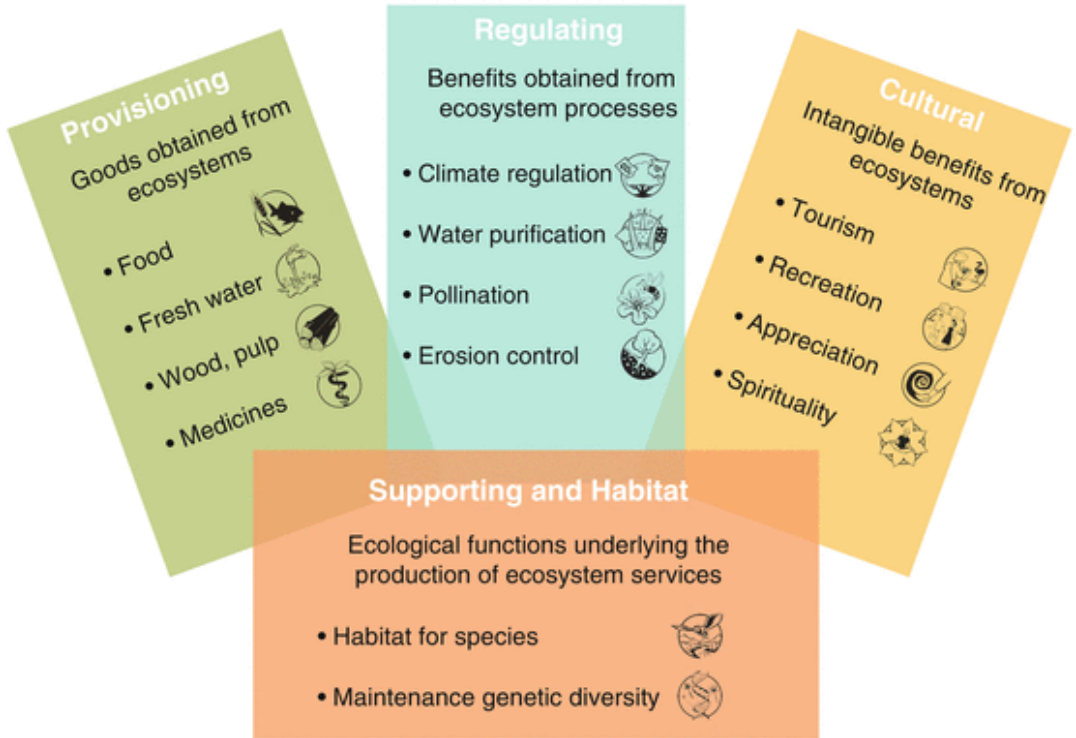 Provisioning
Goods obtained from
ecosystems
• Food
• Fresh water
• Wood, pulp
• Medicines
Regulating
Benefits obtained from
ecosystem processes
• Climate regulation
• Water purification
• Pollination
• Erosion control
Cultural
Intangible benefits from
ecosystems
• Tourism
• Recreation
• Appreciation
• Spirituality
Supporting and Habitat
Ecological functions underlying the
production of ecosystem services
• Habitat for species
• Maintenance genetic diversity